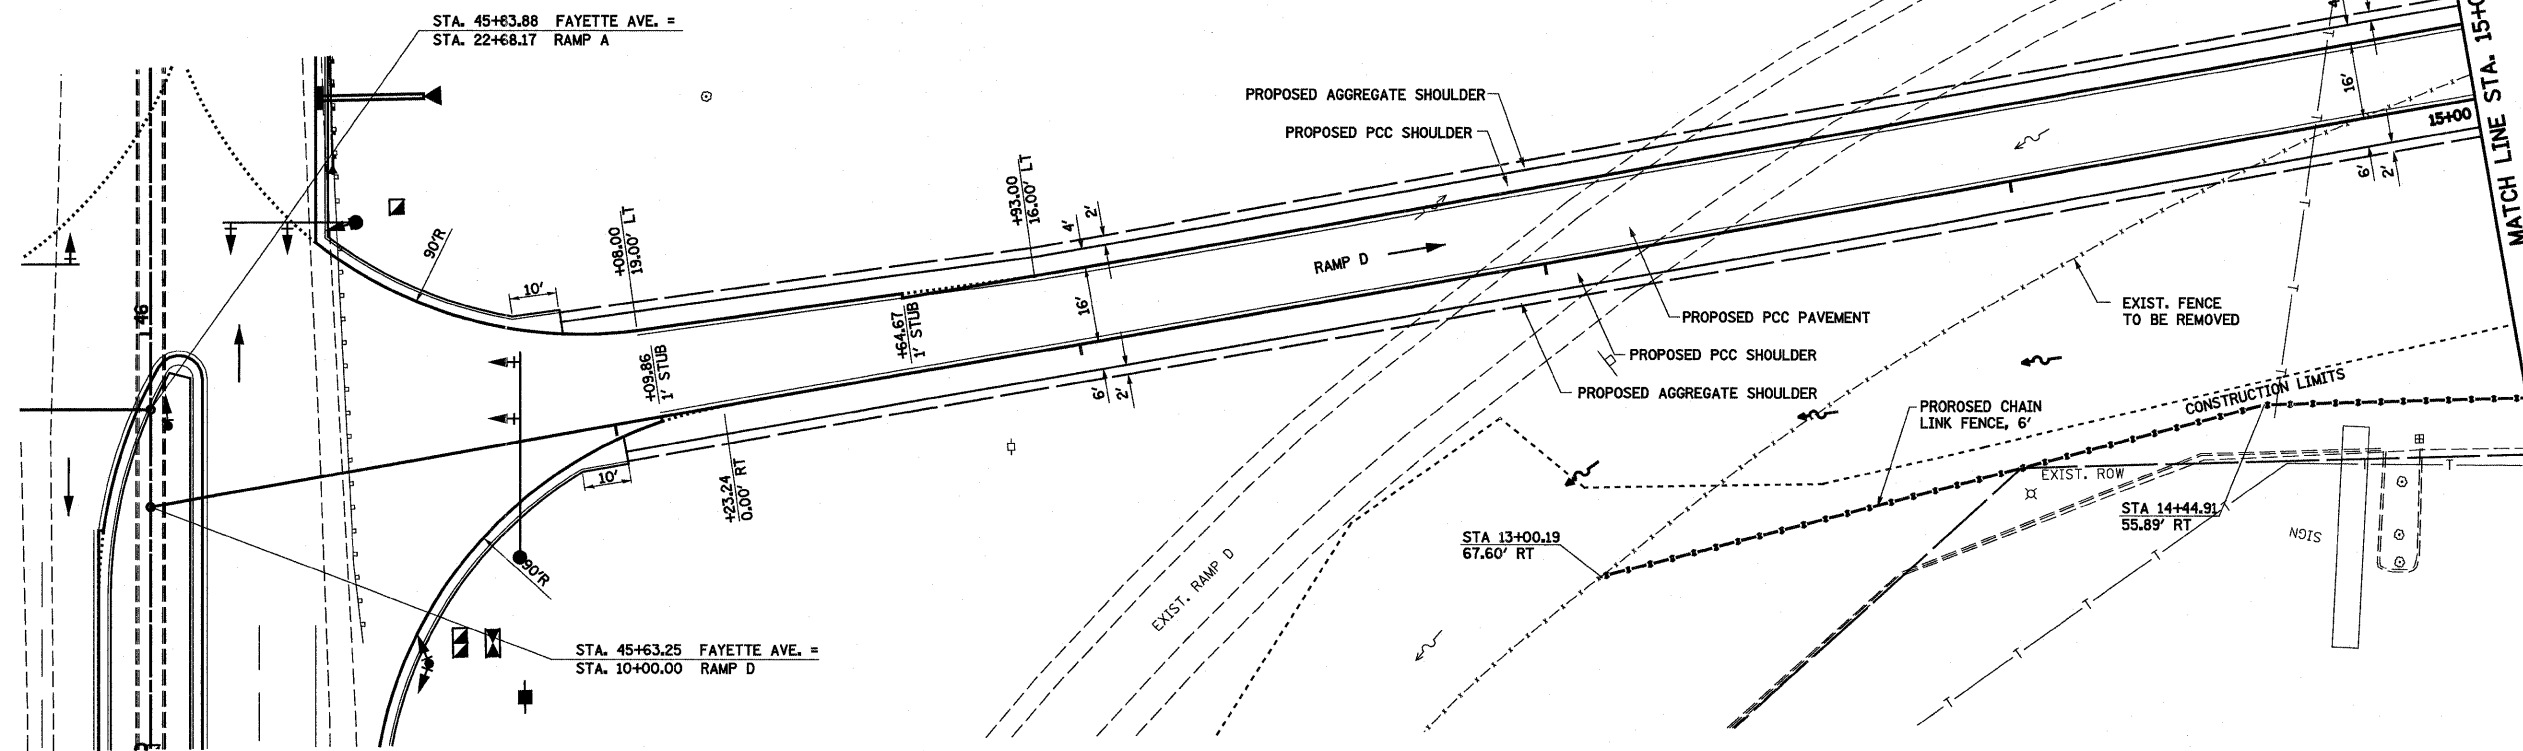 STA. 45+63.88 FAYETTE AVE. =
STA. 22+68.17 RAMP A
PROPOSED AGGREGATE SHOULDER
PROPOSED PCC SHOULDER
16'
15+00
MATCH LINE STA. 15+0
6'
2'
90'R
10'
+08.00
19.00' LT
+93.00
16.00' LT
4'
2'
16'
RAMP D
1.46
+64.67
1' STUB
+09.86
1' STUB
6'
2'
PROPOSED PCC PAVEMENT
PROPOSED PCC SHOULDER
PROPOSED AGGREGATE SHOULDER
EXIST. FENCE
TO BE REMOVED
CONSTRUCTION LIMITS
PROROSED CHAIN
LINK FENCE, 6'
EXIST. ROW
10'
+23.24
0.00' RT
STA 14+44.91
55.89' RT
SIGN
STA 13+00.19
67.60' RT
90'R
EXIST. RAMP D
STA. 45+63.25 FAYETTE AVE. =
STA. 10+00.00 RAMP D